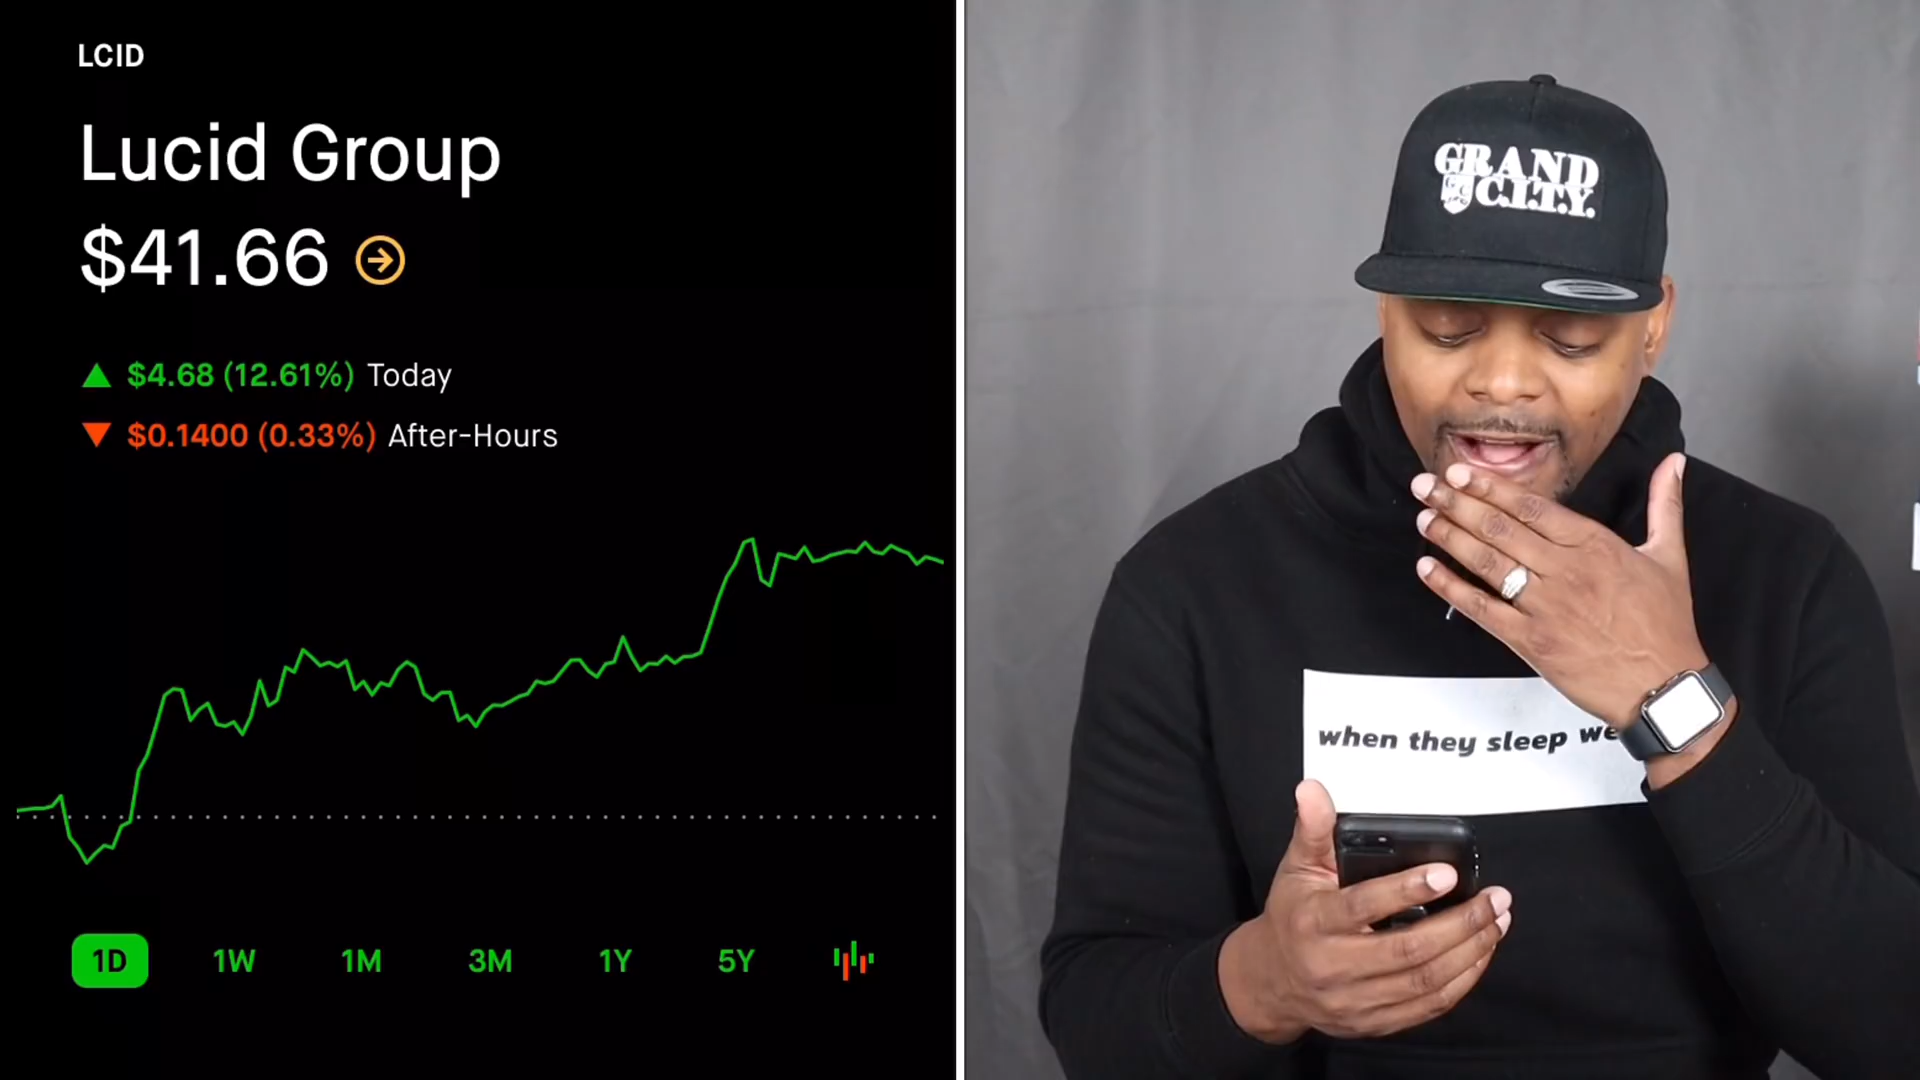 LCID
Lucid Group
$41.66
$4.68 (12.61%) Today
$0.1400 (0.33%) After-Hours
1D 1W 1M 3M 1Y 5Y
GRAND
C.I.T.Y.
when they sleep we